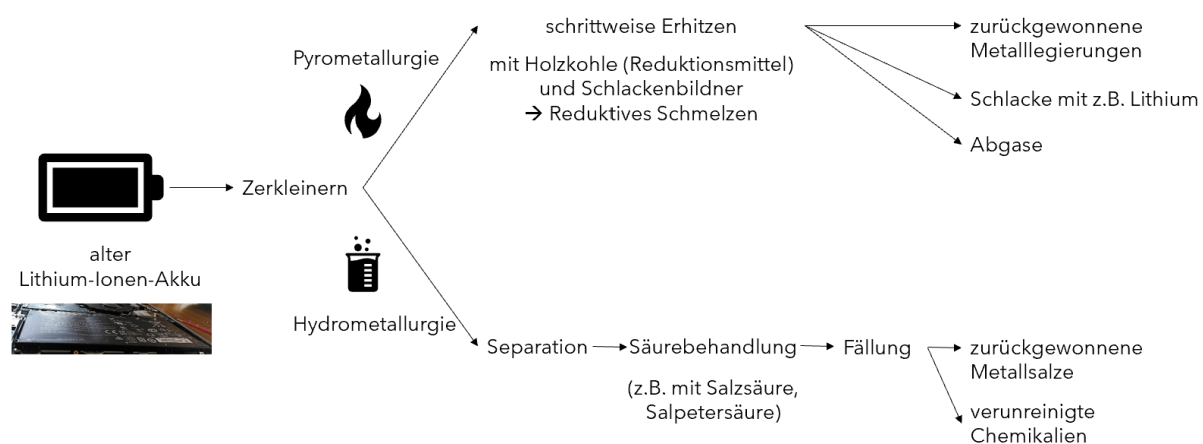 schrittweise Erhitzen
mit Holzkohle (Reduktionsmittel)
und Schlackenbildner
→ Reduktives Schmelzen
zurückgewonnene
Metalllegierungen
Schlacke mit z.B. Lithium
Abgase
Pyrometallurgie
Zerkleinern
alter
Lithium-Ionen-Akku
Hydrometallurgie
Separation
Säurebehandlung
(z.B. mit Salzsäure,
Salpetersäure)
Fällung
zurückgewonnene
Metallsalze
verunreinigte
Chemikalien